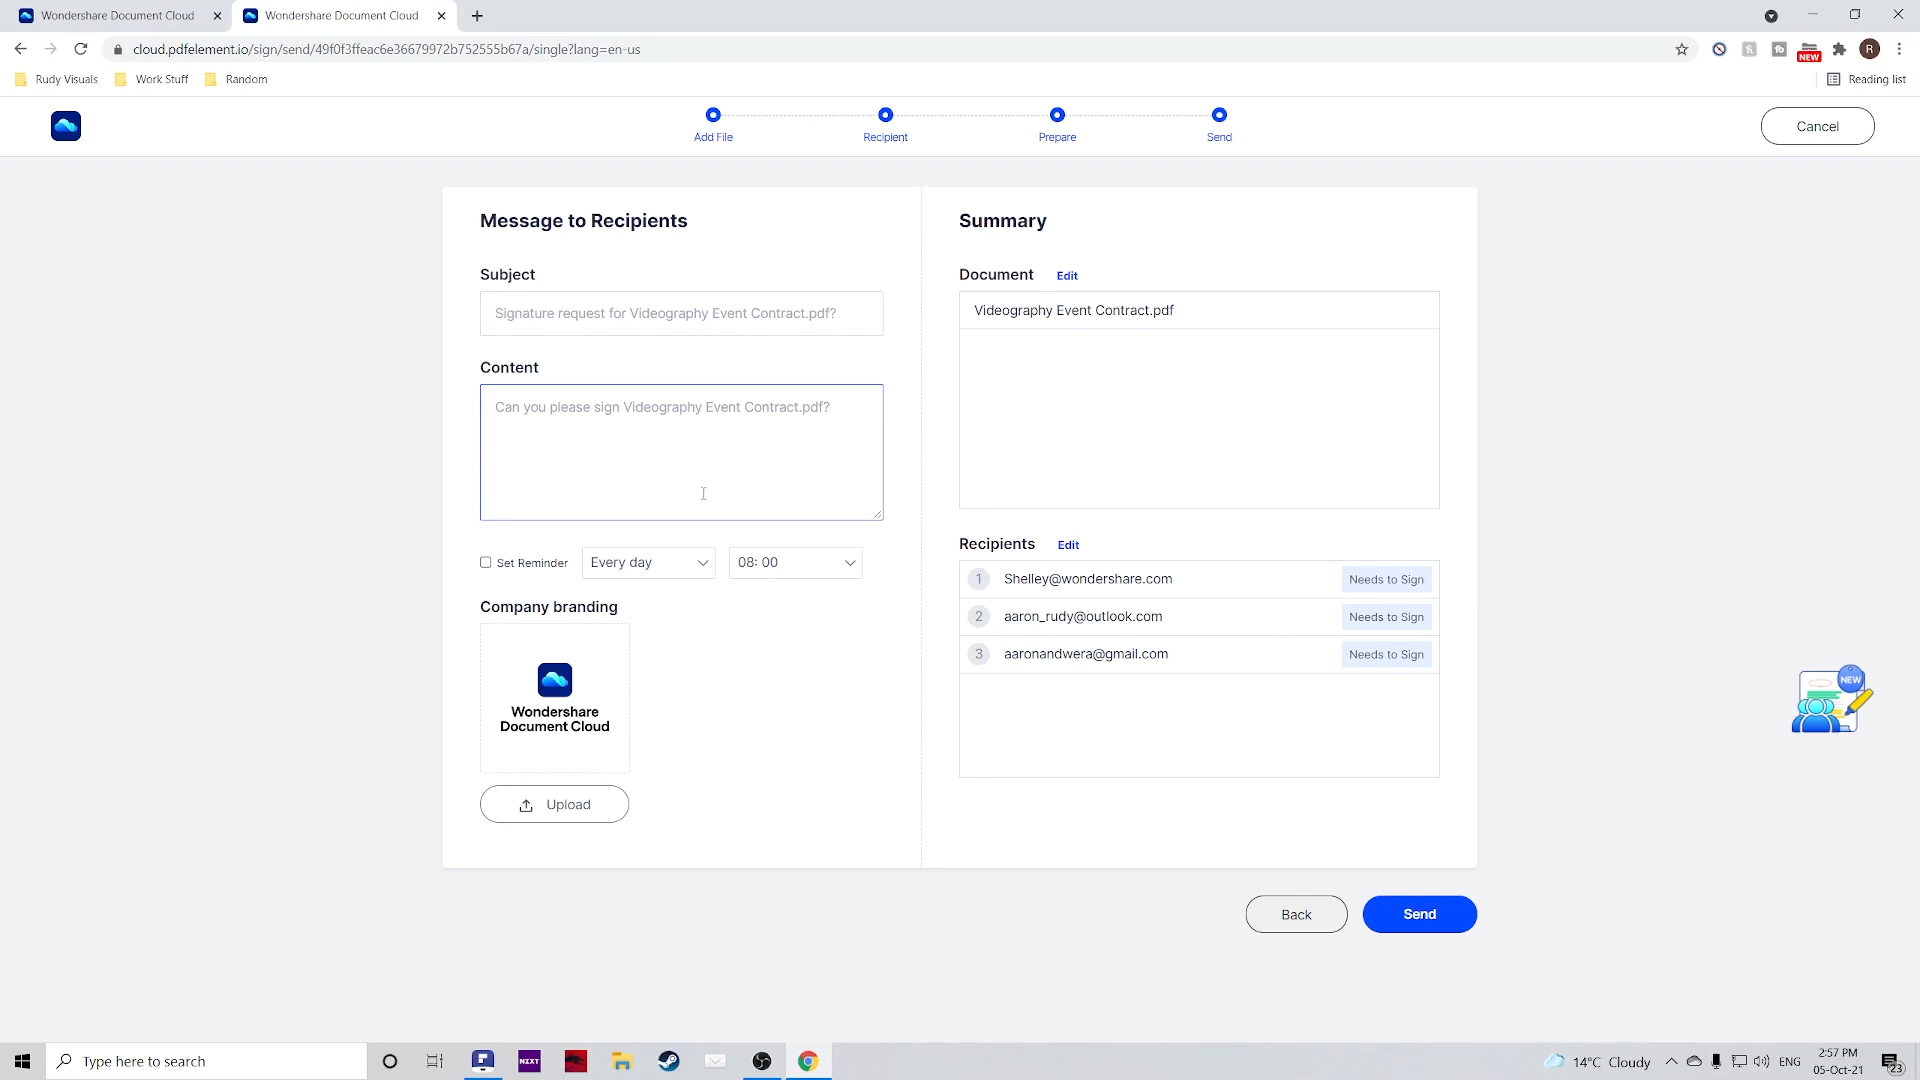 Wondershare Document Cloud
Wondershare Document Cloud
cloud.pdfelement.io/sign/send/49f0f3ffeac6e36679972b752555b67a/single?lang=en-us
NEW
R
Rudy Visuals
Work Stuff
Random
Reading list
Add File
Recipient
Prepare
Send
Cancel
Message to Recipients
Subject
Signature request for Videography Event Contract.pdf?
Content
Can you please sign Videography Event Contract.pdf?
Set Reminder
Every day
08: 00
Company branding
Wondershare
Document Cloud
Upload
Summary
Document Edit
Videography Event Contract.pdf
Recipients Edit
1 Shelley@wondershare.com Needs to Sign
2 aaron_rudy@outlook.com Needs to Sign
3 aaronandwera@gmail.com Needs to Sign
NEW
Back
Send
Type here to search
NZXT
14°C Cloudy
ENG
2:57 PM
05-Oct-21
23